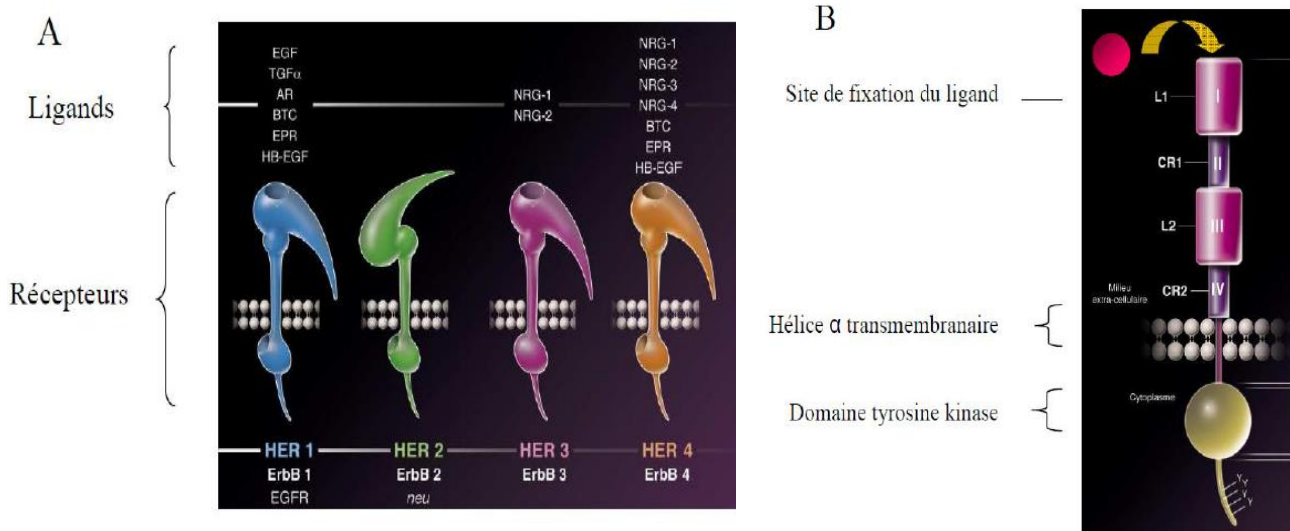 A
Ligands
Récepteurs
EGF
TGFα
AR
BTC
EPR
HB-EGF
NRG-1
NRG-2
NRG-1
NRG-2
NRG-3
NRG-4
BTC
EPR
HB-EGF
HER 1
ErbB 1
EGFR
HER 2
ErbB 2
neu
HER 3
ErbB 3
HER 4
ErbB 4
B
Site de fixation du ligand
Hélice α transmembranaire
Domaine tyrosine kinase
L1
I
CR1
II
L2
III
CR2
IV
Milieu
extra-cellulaire
Cytoplasme
Y
Y
Y
Y
Y